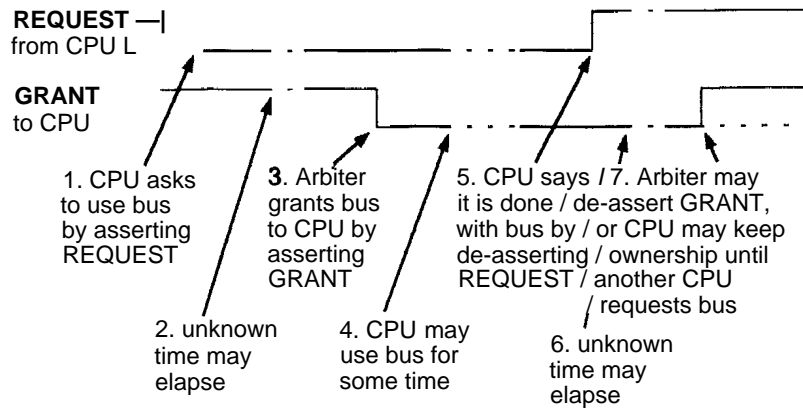 REQUEST —|
from CPU L
GRANT
to CPU
1. CPU asks
to use bus
by asserting
REQUEST
2. unknown
time may
elapse
3. Arbiter
grants bus
to CPU by
asserting
GRANT
4. CPU may
use bus for
some time
5. CPU says / 7. Arbiter may
it is done / de-assert GRANT,
with bus by / or CPU may keep
de-asserting / ownership until
REQUEST / another CPU
/ requests bus
6. unknown
time may
elapse